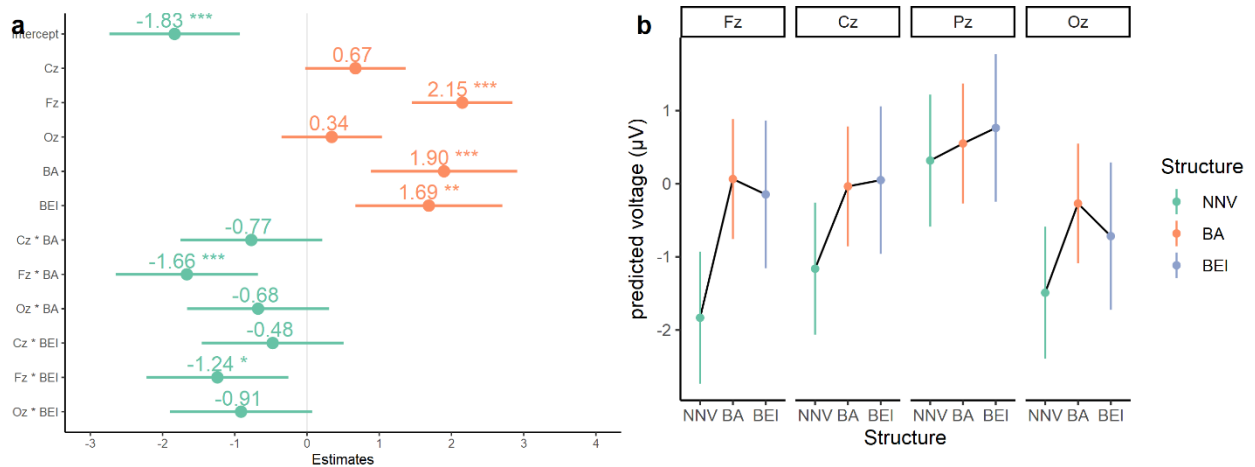 a
Intercept
-1.83 ***
Cz
0.67
Fz
2.15 ***
Oz
0.34
BA
1.90 ***
BEI
1.69 **
Cz * BA
-0.77
Fz * BA
-1.66 ***
Oz * BA
-0.68
Cz * BEI
-0.48
Fz * BEI
-1.24 *
Oz * BEI
-0.91
-3 -2 -1 0 1 2 3 4
Estimates
b
Fz Cz Pz Oz
predicted voltage (µV)
1
0
-1
-2
NNV BA BEI NNV BA BEI NNV BA BEI NNV BA BEI
Structure
Structure
NNV
BA
BEI